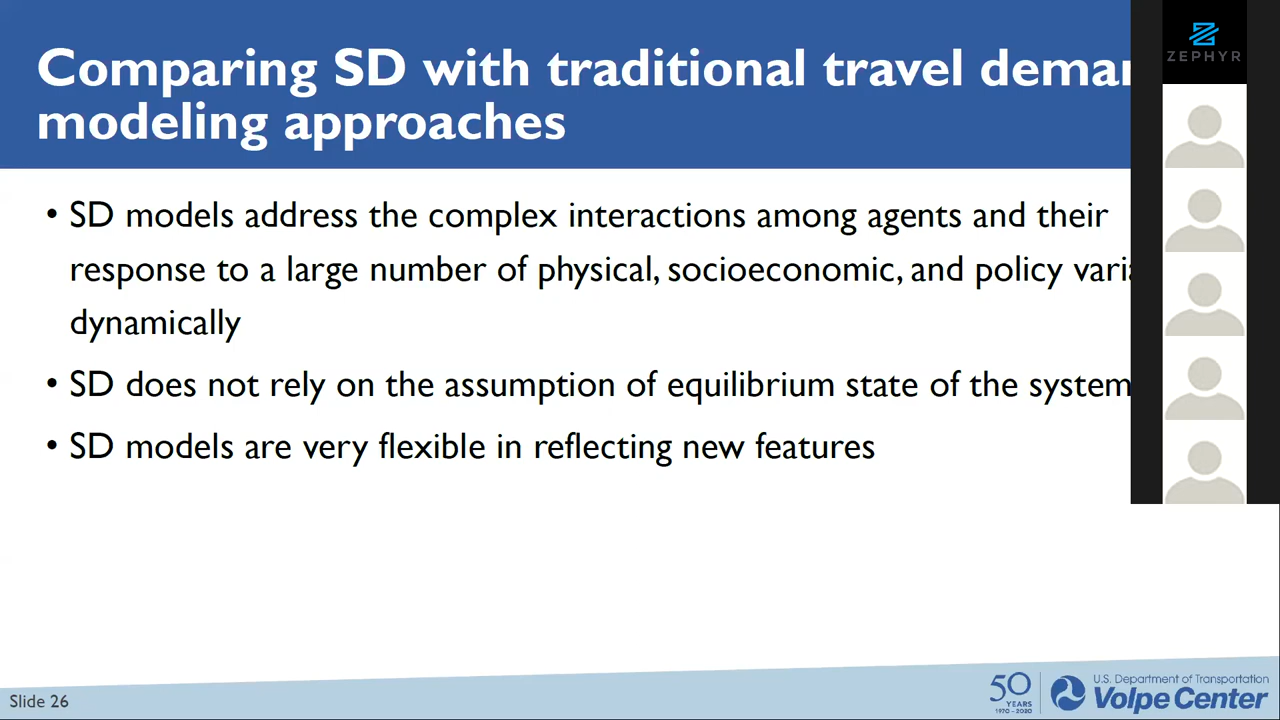 Comparing SD with traditional travel
modeling approaches
• SD models address the complex interactions among agents and their
response to a large number of physical, socioeconomic, and policy
dynamically
• SD does not rely on the assumption of equilibrium state of the system
• SD models are very flexible in reflecting new features
ZEPHYR
Slide 26
50
YEARS
1970-2020
U.S. Department of Transportation
Volpe Center